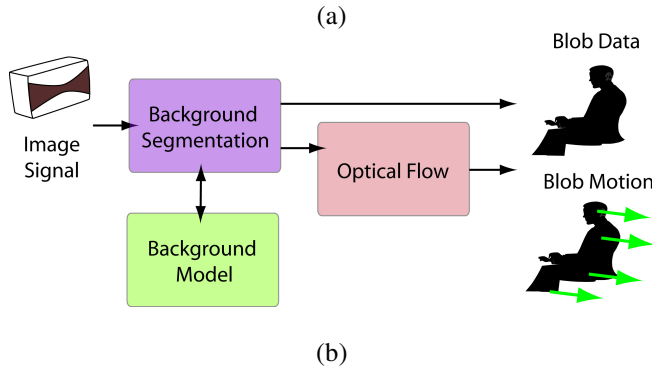 (a)
Blob Data
Background
Segmentation
Image
Signal
Optical Flow
Blob Motion
Background
Model
(b)